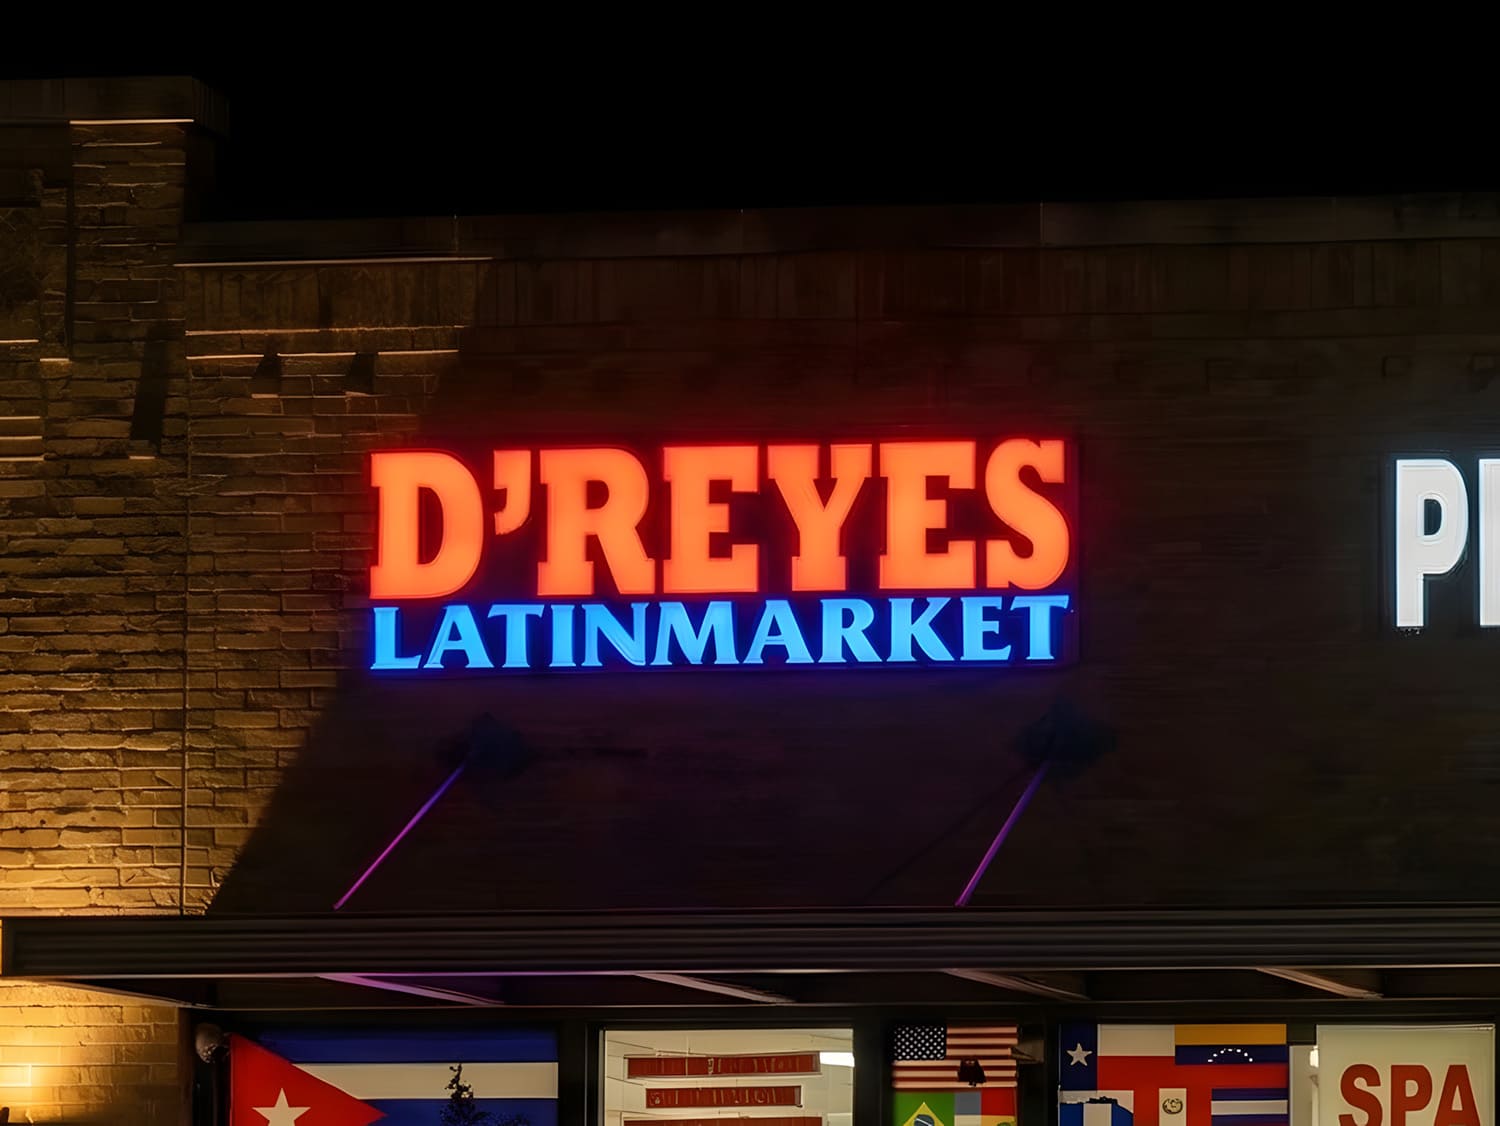 D'REYES
LATINMARKET
P
SPA